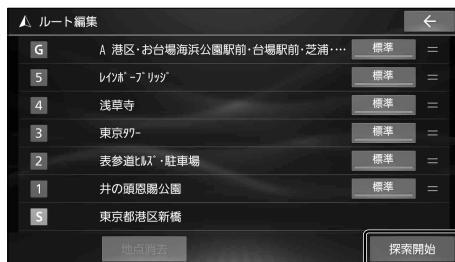 ルート編集
G A 港区・お台場海浜公園駅前・台場駅前・芝浦・… 標準
5 ﾚｲﾝﾎﾞｰﾌﾞﾘｯｼﾞ 標準
4 浅草寺 標準
3 東京ﾀﾜｰ 標準
2 表参道ﾋﾙｽﾞ・駐車場 標準
1 井の頭恩賜公園 標準
S 東京都港区新橋
地点消去 探索開始